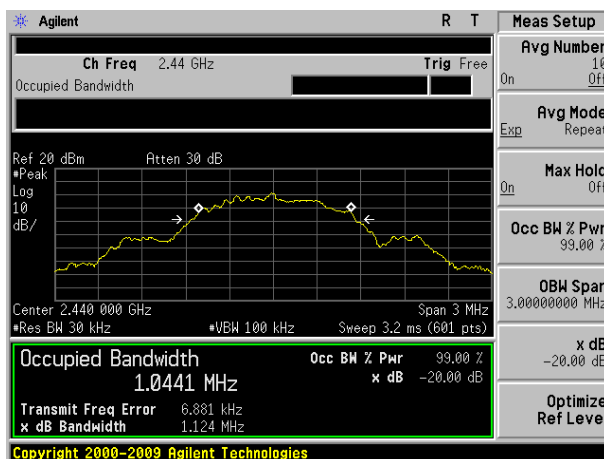 Agilent R T
Ch Freq 2.44 GHz Trig Free
Occupied Bandwidth
Ref 20 dBm Atten 30 dB
#Peak
Log
10
dB/
Center 2.440 000 GHz Span 3 MHz
#Res BW 30 kHz #VBW 100 kHz Sweep 3.2 ms (601 pts)
Occupied Bandwidth Occ BW % Pwr 99.00 %
1.0441 MHz x dB -20.00 dB
Transmit Freq Error 6.881 kHz
x dB Bandwidth 1.124 MHz
Copyright 2000-2009 Agilent Technologies
Meas Setup
Avg Number
10
On Off
Avg Mode
Exp Repeat
Max Hold
On Off
Occ BW % Pwr
99.00 %
OBW Span
3.00000000 MHz
x dB
-20.00 dB
Optimize
Ref Level